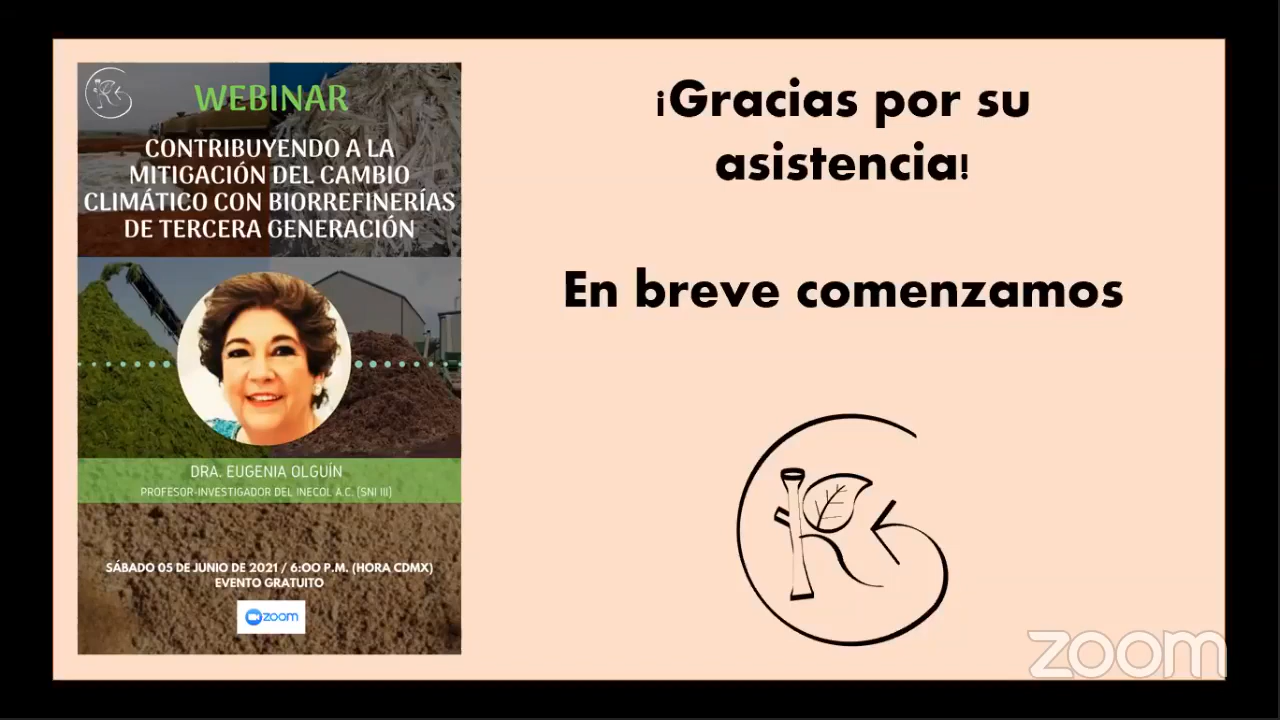 WEBINAR
CONTRIBUYENDO A LA
MITIGACIÓN DEL CAMBIO
CLIMÁTICO CON BIORREFINERÍAS
DE TERCERA GENERACIÓN
DRA. EUGENIA OLGUÍN
PROFESOR-INVESTIGADOR DEL INECOL A.C. (SNI III)
SÁBADO 05 DE JUNIO DE 2021 / 6:00 P.M. (HORA CDMX)
EVENTO GRATUITO
zoom
¡Gracias por su
asistencia!
En breve comenzamos
zoom